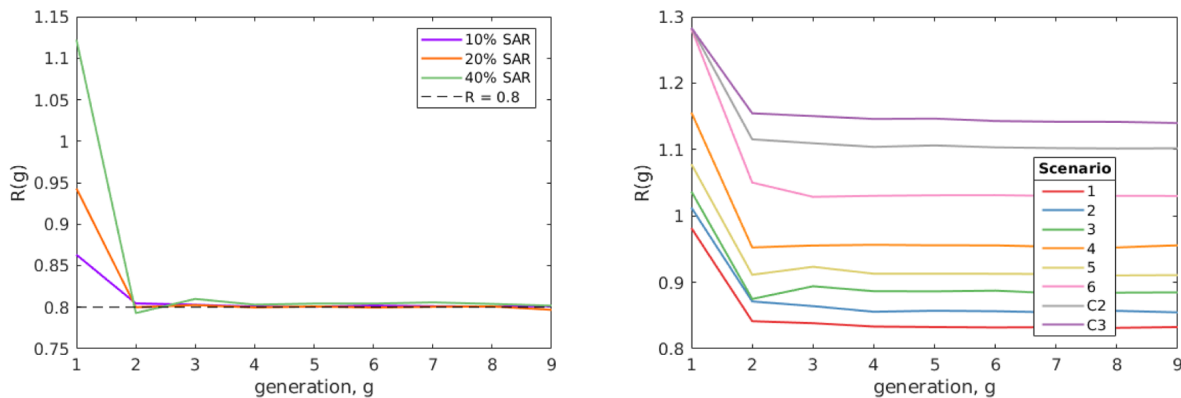 1.15
1.1
1.05
1
0.95
0.9
0.85
0.8
0.75
R(g)
1 2 3 4 5 6 7 8 9
generation, g
10% SAR
20% SAR
40% SAR
R = 0.8
1.3
1.2
1.1
1
0.9
0.8
R(g)
1 2 3 4 5 6 7 8 9
generation, g
Scenario
1
2
3
4
5
6
C2
C3